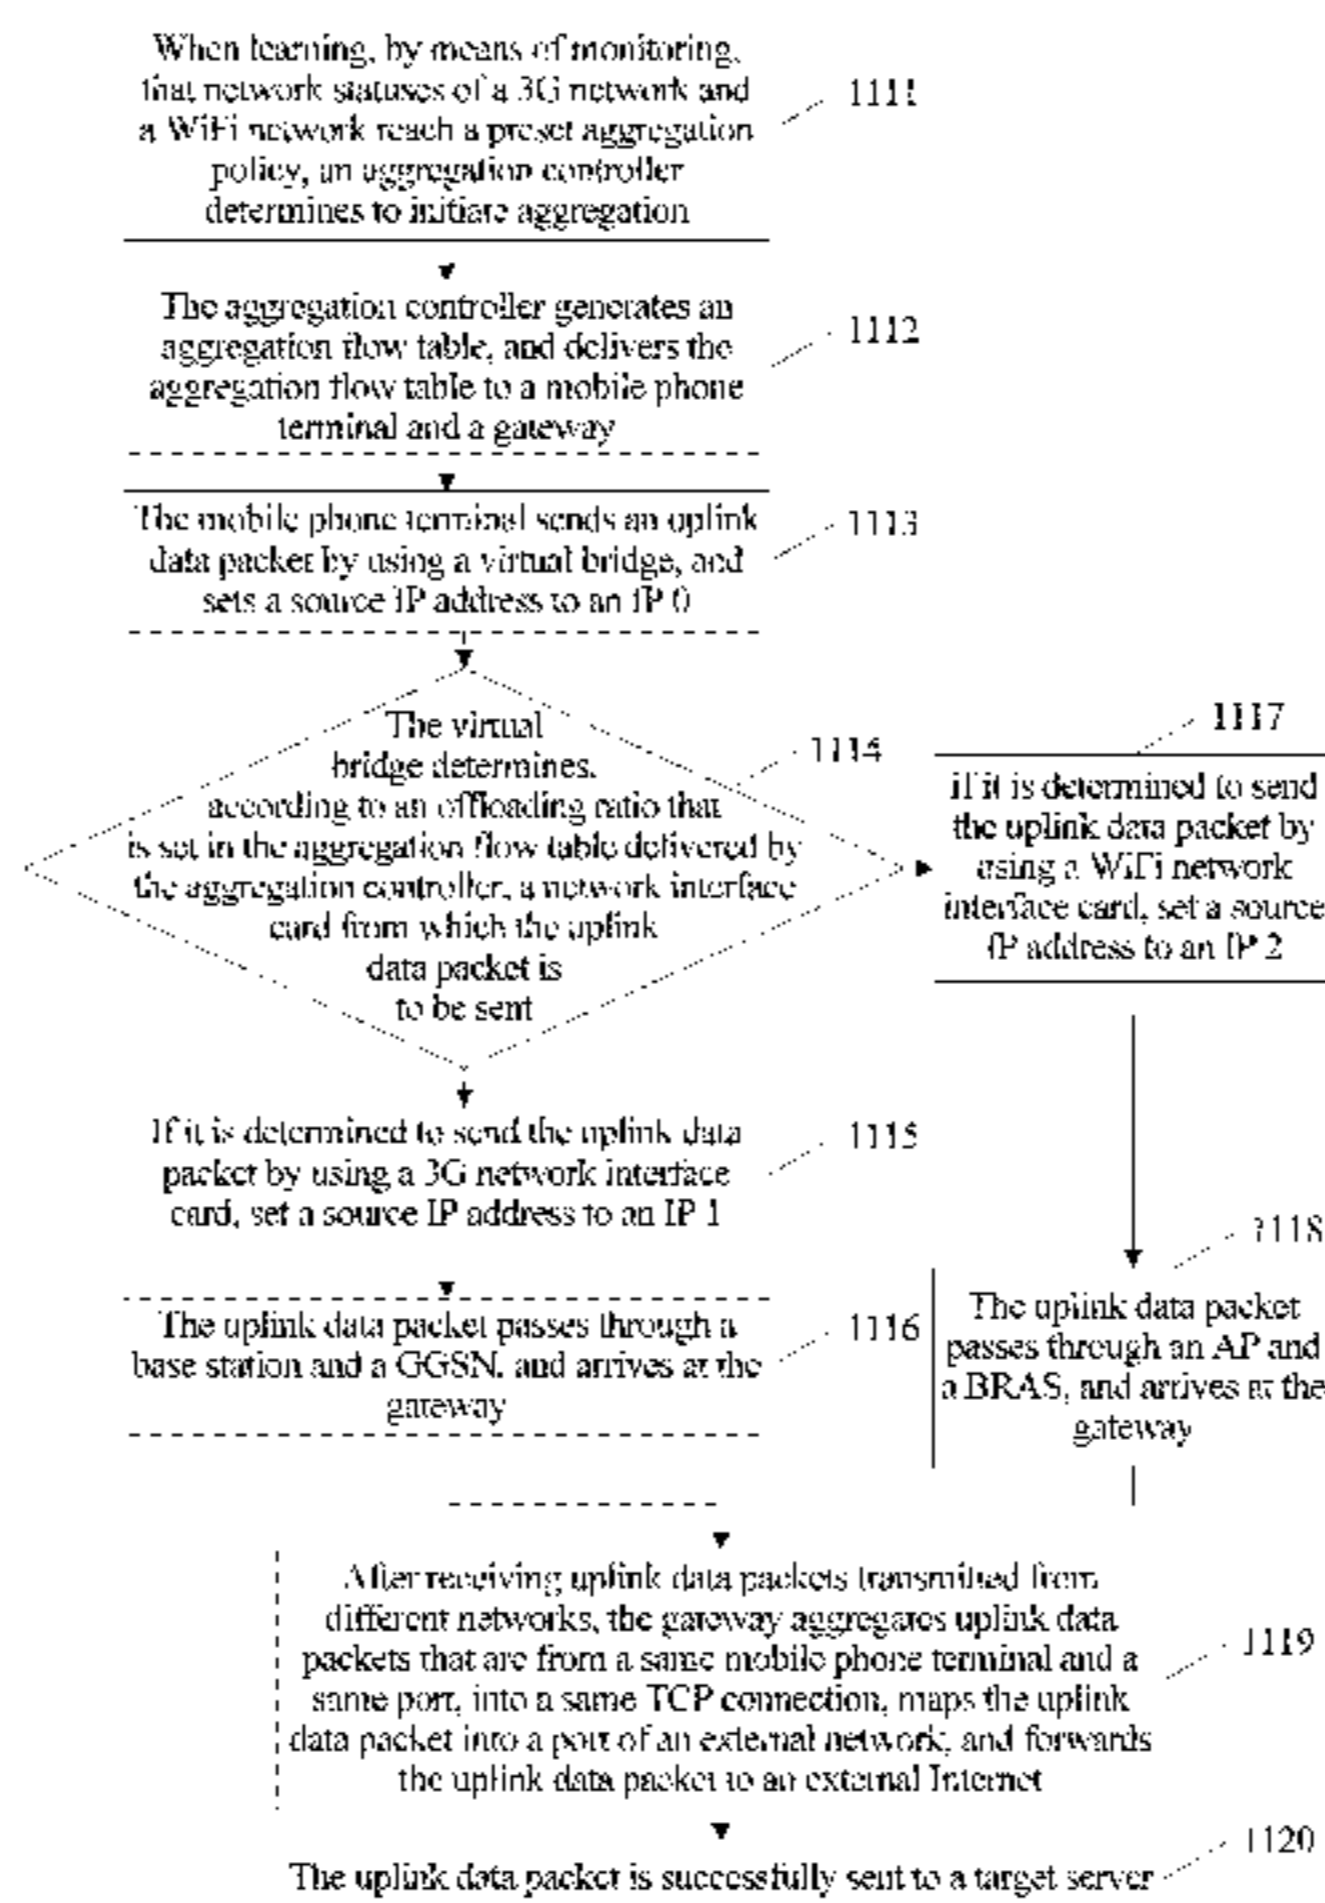 When learning, by means of monitoring,
that network statuses of a 3G network and
a WiFi network reach a preset aggregation
policy, an aggregation controller
determines to initiate aggregation
1111
The aggregation controller generates an
aggregation flow table, and delivers the
aggregation flow table to a mobile phone
terminal and a gateway
1112
The mobile phone terminal sends an uplink
data packet by using a virtual bridge, and
sets a source IP address to an IP 0
1113
The virtual
bridge determines,
according to an offloading ratio that
is set in the aggregation flow table delivered by
the aggregation controller, a network interface
card from which the uplink
data packet is
to be sent
1114
If it is determined to send the uplink data
packet by using a 3G network interface
card, set a source IP address to an IP 1
1115
The uplink data packet passes through a
base station and a GGSN, and arrives at the
gateway
1116
1117
if it is determined to send
the uplink data packet by
using a WiFi network
interface card, set a source
IP address to an IP 2
1118
The uplink data packet
passes through an AP and
a BRAS, and arrives at the
gateway
After receiving uplink data packets transmitted from
different networks, the gateway aggregates uplink data
packets that are from a same mobile phone terminal and a
same port, into a same TCP connection, maps the uplink
data packet into a port of an external network, and forwards
the uplink data packet to an external Internet
1119
The uplink data packet is successfully sent to a target server
1120